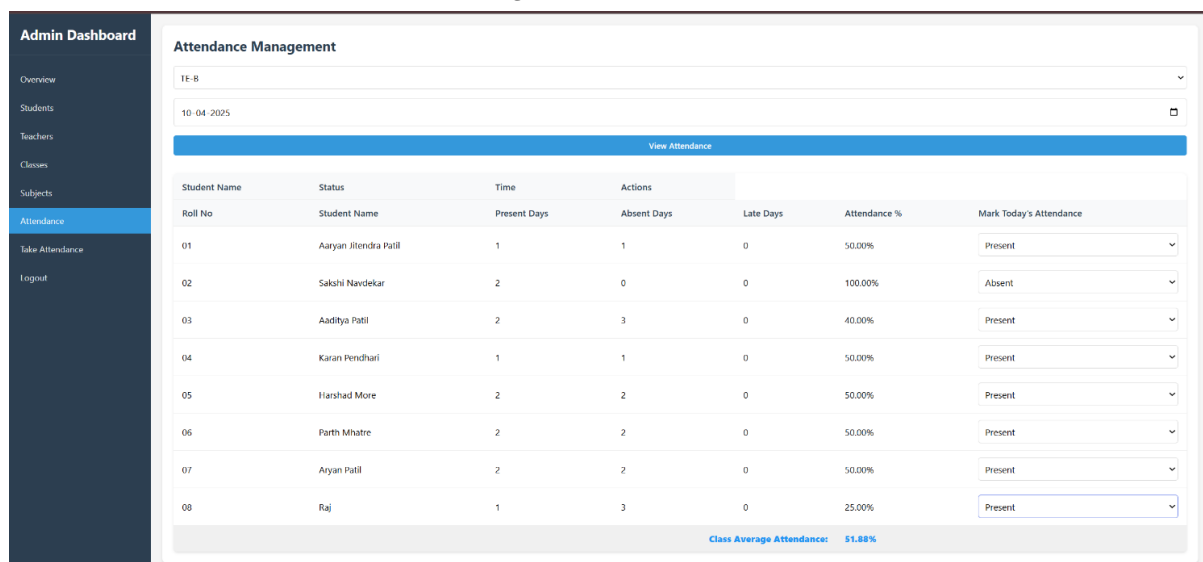 Admin Dashboard
Overview
Students
Teachers
Classes
Subjects
Attendance
Take Attendance
Logout
Attendance Management
TE-B
10-04-2025
View Attendance
Student Name Status Time Actions
Roll No Student Name Present Days Absent Days Late Days Attendance % Mark Today's Attendance
01 Aaryan Jitendra Patil 1 1 0 50.00% Present
02 Sakshi Navdekar 2 0 0 100.00% Absent
03 Aaditya Patil 2 3 0 40.00% Present
04 Karan Pendhari 1 1 0 50.00% Present
05 Harshad More 2 2 0 50.00% Present
06 Parth Mhatre 2 2 0 50.00% Present
07 Aryan Patil 2 2 0 50.00% Present
08 Raj 1 3 0 25.00% Present
Class Average Attendance: 51.88%